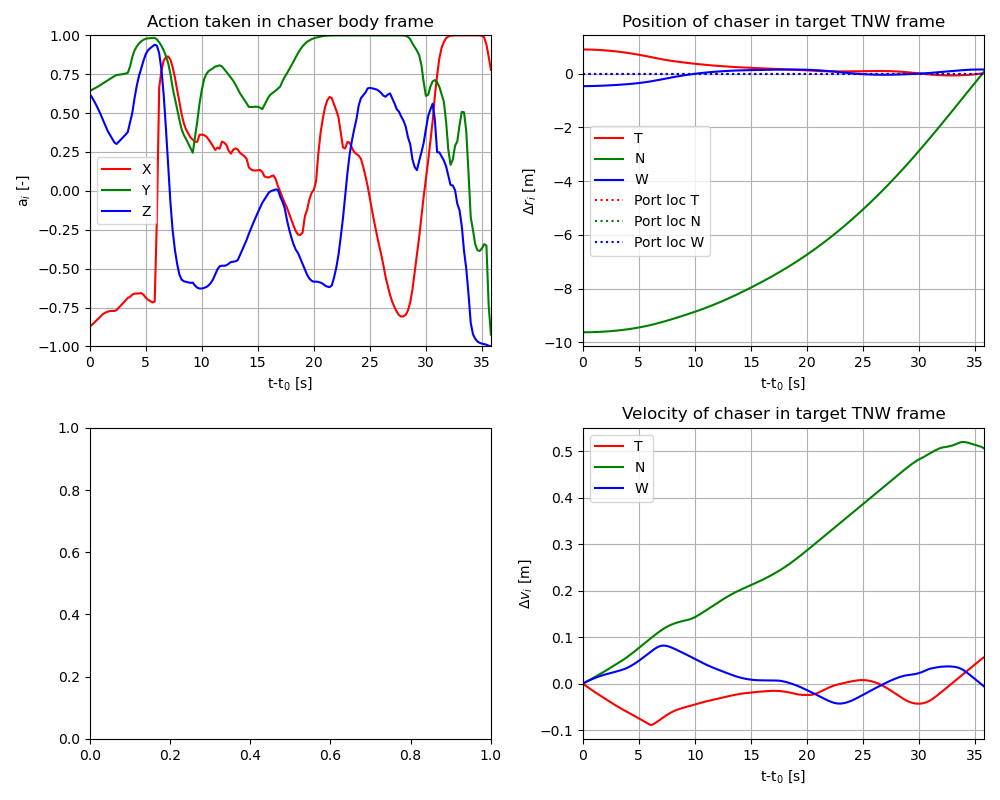 Action taken in chaser body frame
1.00
0.75
0.50
0.25
0.00
−0.25
−0.50
−0.75
−1.00
aᵢ [-]
X
Y
Z
0 5 10 15 20 25 30 35
t-t₀ [s]
Position of chaser in target TNW frame
0
−2
−4
−6
−8
−10
Δrᵢ [m]
T
N
W
Port loc T
Port loc N
Port loc W
0 5 10 15 20 25 30 35
t-t₀ [s]
1.0
0.8
0.6
0.4
0.2
0.0
0.0 0.2 0.4 0.6 0.8 1.0
Velocity of chaser in target TNW frame
0.5
0.4
0.3
0.2
0.1
0.0
−0.1
Δvᵢ [m]
T
N
W
0 5 10 15 20 25 30 35
t-t₀ [s]